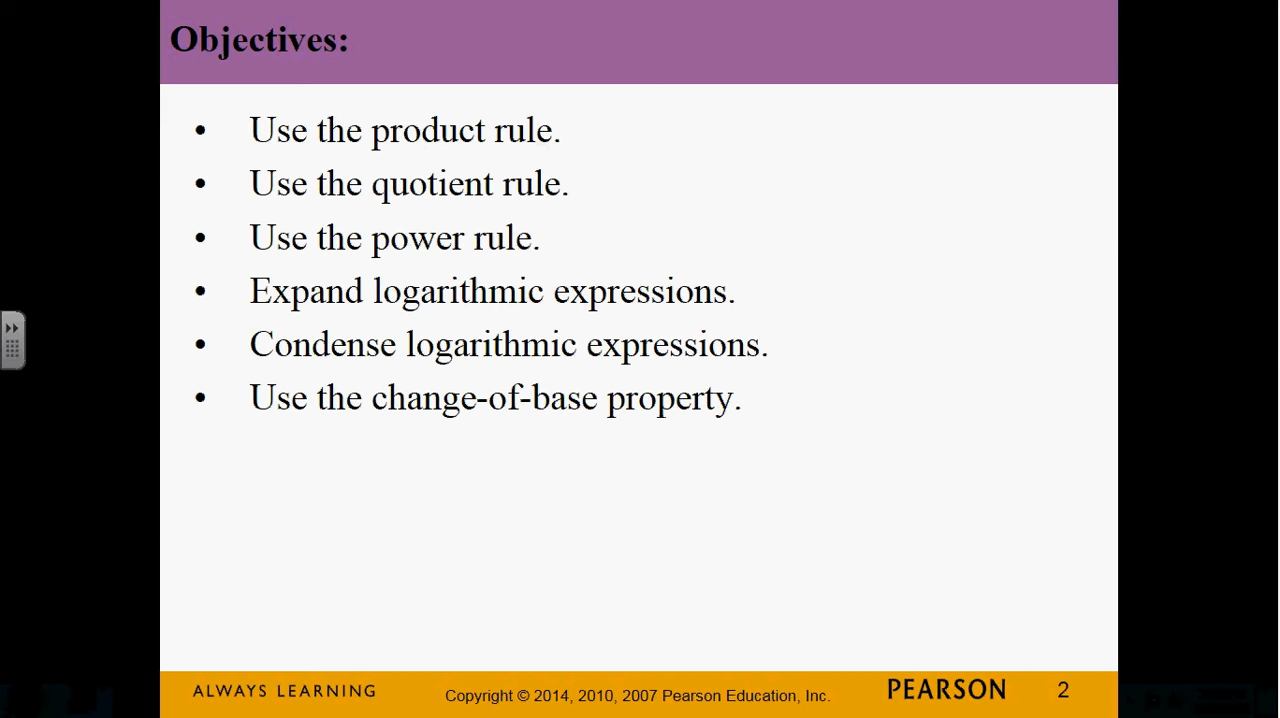 Objectives:
• Use the product rule.
• Use the quotient rule.
• Use the power rule.
• Expand logarithmic expressions.
• Condense logarithmic expressions.
• Use the change-of-base property.
ALWAYS LEARNING Copyright © 2014, 2010, 2007 Pearson Education, Inc. PEARSON 2